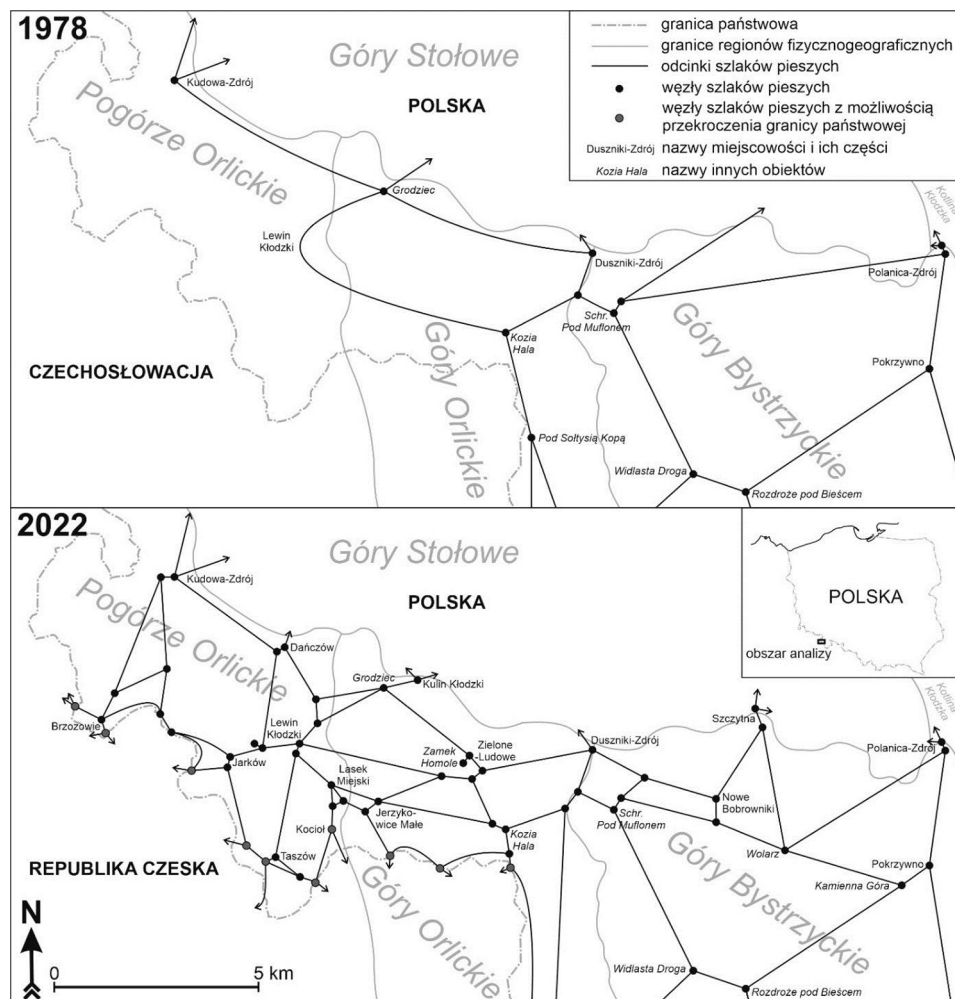 1978
granica państwowa
granice regionów fizycznogeograficznych
odcinki szlaków pieszych
węzły szlaków pieszych
węzły szlaków pieszych z możliwością
przekroczenia granicy państwowej
Duszniki-Zdrój nazwy miejscowości i ich części
Kozia Hala nazwy innych obiektów
Góry Stołowe
Kudowa-Zdrój
POLSKA
Pogórze Orlickie
Grodziec
Kotlina
Kłodzka
Lewin
Kłodzki
Duszniki-Zdrój
Polanica-Zdrój
Schr.
Pod Muflonem
Kozia
Hala
CZECHOSŁOWACJA
Góry Orlickie
Góry Bystrzyckie
Pokrzywno
Pod Sołtysią Kopą
Widlasta Droga
Rozdroże pod Bieścem
2022
Góry Stołowe
Kudowa-Zdrój
POLSKA
POLSKA
obszar analizy
Pogórze Orlickie
Dańczów
Grodziec
Kulin Kłodzki
Kotlina
Kłodzka
Brzozowie
Lewin
Kłodzki
Szczytna
Duszniki-Zdrój
Polanica-Zdrój
Zamek
Homole
Zielone
-Ludowe
Jarków
Lasek
Miejski
Nowe
Bobrowniki
Jerzyko-
wice Małe
Schr.
Pod Muflonem
Kocioł
Kozia
Hala
Wolarz
Taszów
REPUBLIKA CZESKA
Pokrzywno
Kamienna Góra
Góry Orlickie
Góry Bystrzyckie
N
0 5 km
Widlasta Droga
Rozdroże pod Bieścem